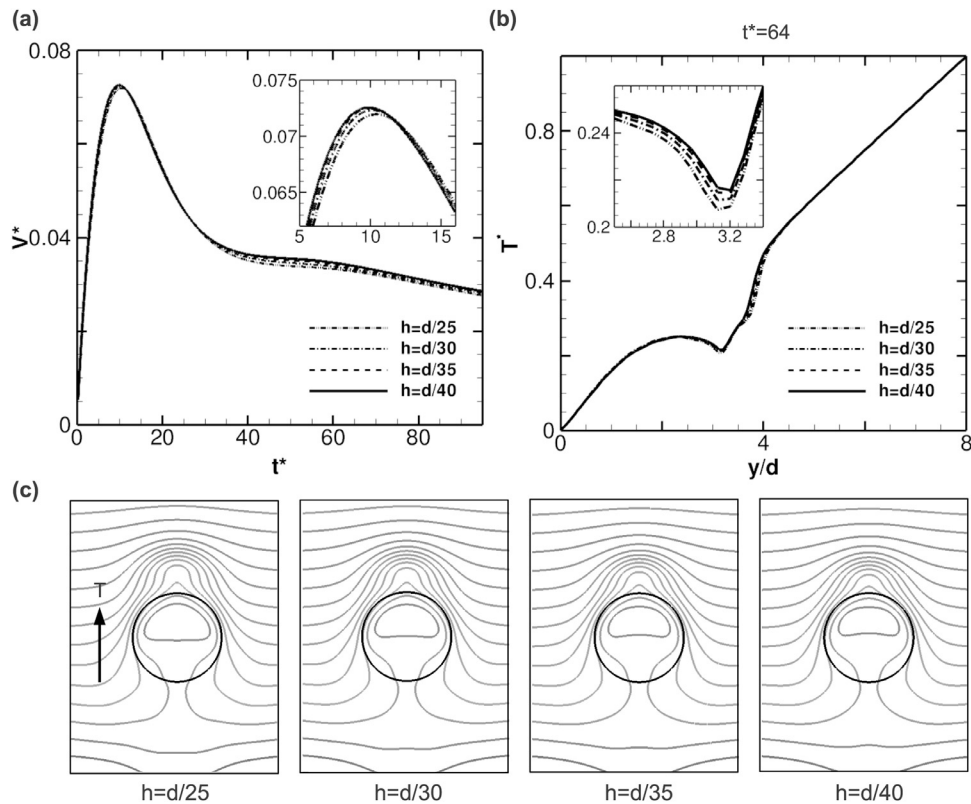 (a)
(b)
t*=64
0.08
0.04
0
V*
0.075
0.07
0.065
5
10
15
h=d/25
h=d/30
h=d/35
h=d/40
0
20
40
60
80
t*
0.8
0.4
0
T*
0.24
0.2
2.8
3.2
h=d/25
h=d/30
h=d/35
h=d/40
0
2
4
6
8
y/d
(c)
T
h=d/25
h=d/30
h=d/35
h=d/40